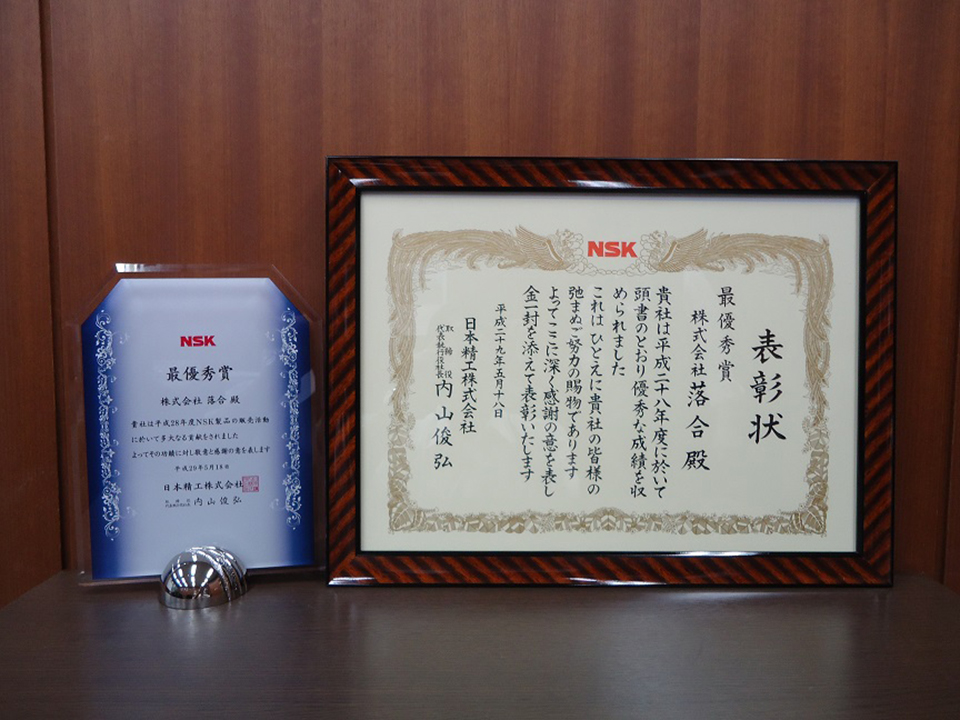 NSK
最優秀賞
株式会社 落合 殿
貴社は平成28年度NSK製品の販売活動
に於いて多大なる貢献をされました
よってその功績に対し敬意と感謝の意を表します
平成29年5月18日
日本精工株式会社
内山俊弘
NSK
表彰状
最優秀賞
株式会社 落合 殿
貴社は平成二十八年度に於いて
頭書のとおり優秀な成績を収
められました
これはひとえに貴社の皆様の
弛まぬご努力の賜物であります
よってここに深く感謝の意を表し
金一封を添えて表彰いたします
平成二十九年五月十八日
日本精工株式会社
取締役
代表執行役社長 内山俊弘